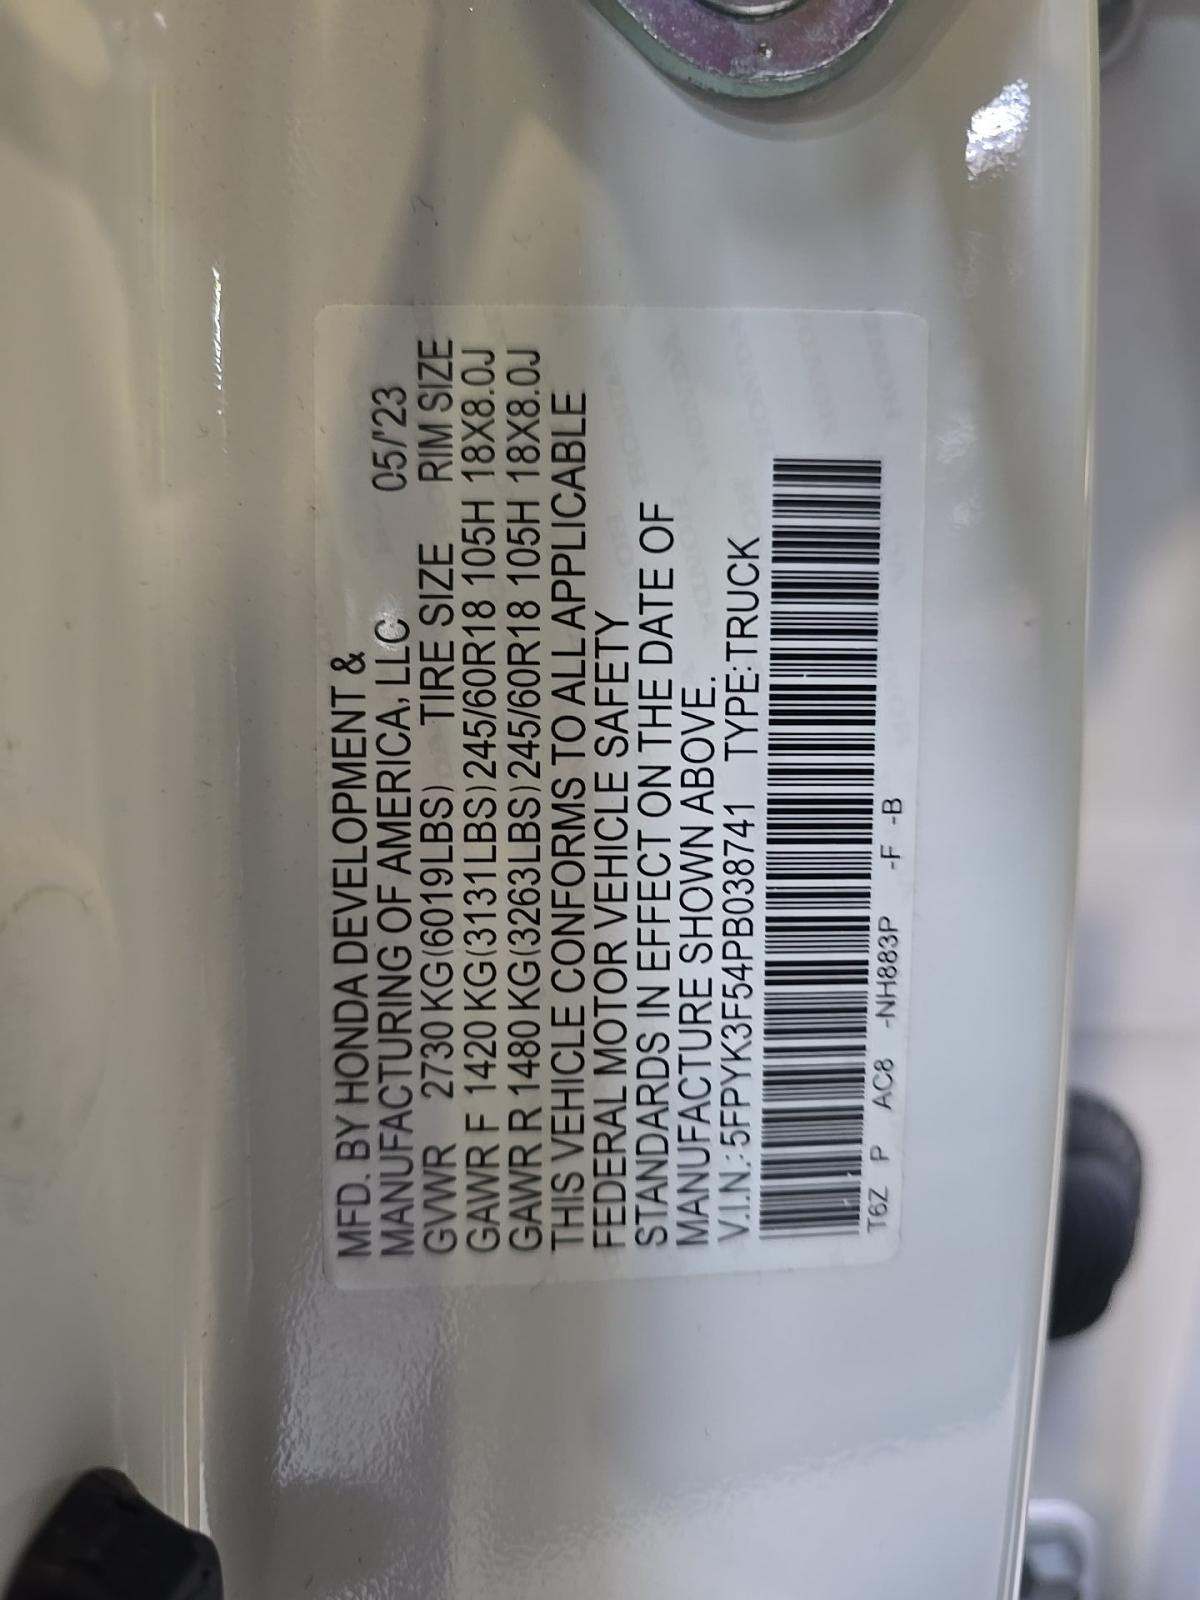 MFD. BY HONDA DEVELOPMENT &
MANUFACTURING OF AMERICA, LLC 05/'23
GVWR 2730 KG(6019LBS) TIRE SIZE RIM SIZE
GAWR F 1420 KG(3131LBS)245/60R18 105H 18X8.0J
GAWR R 1480 KG(3263LBS)245/60R18 105H 18X8.0J
THIS VEHICLE CONFORMS TO ALL APPLICABLE
FEDERAL MOTOR VEHICLE SAFETY
STANDARDS IN EFFECT ON THE DATE OF
MANUFACTURE SHOWN ABOVE.
V.I.N.:5FPYK3F54PB038741 TYPE:TRUCK
T6Z P AC8 -NH883P -F -B